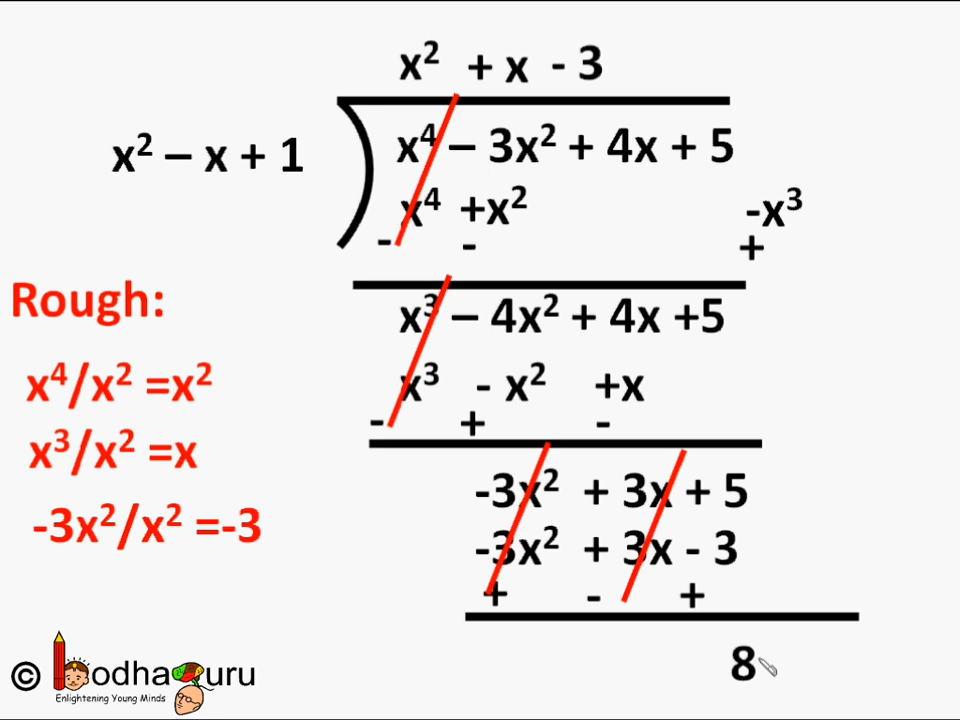 x² + x - 3
x² – x + 1
x⁴ – 3x² + 4x + 5
x⁴ +x² -x³
- - +
Rough:
x³ – 4x² + 4x +5
x⁴/x² =x²
x³ - x² +x
- + -
x³/x² =x
-3x² + 3x + 5
-3x²/x² =-3
-3x² + 3x - 3
+ - +
8
© BodhaGuru
Enlightening Young Minds